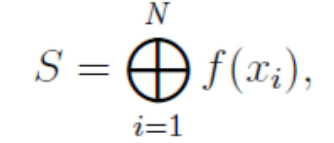 S = ⨁_{i=1}^{N} f(x_i),